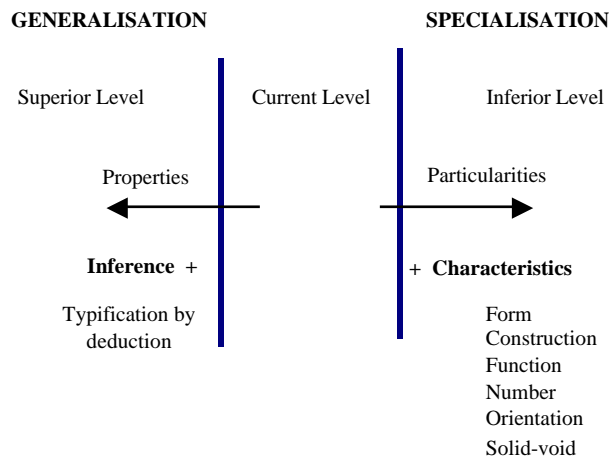 GENERALISATION SPECIALISATION
Superior Level Current Level Inferior Level
Properties Particularities
Inference + + Characteristics
Typification by
deduction
Form
Construction
Function
Number
Orientation
Solid-void